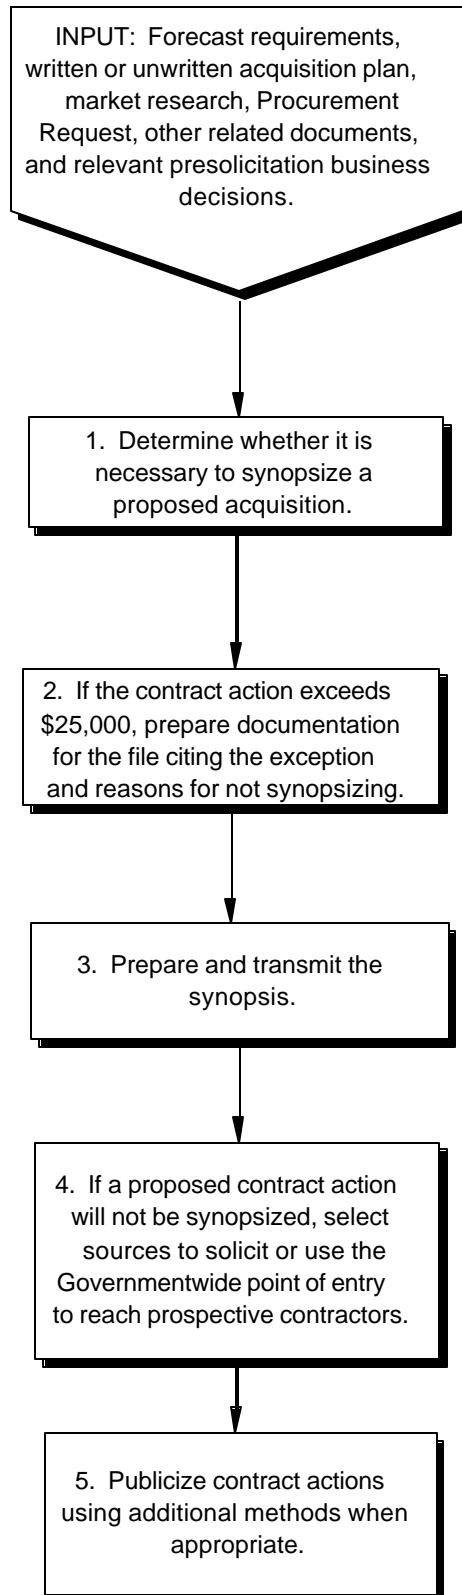 INPUT: Forecast requirements,
written or unwritten acquisition plan,
market research, Procurement
Request, other related documents,
and relevant presolicitation business
decisions.
1. Determine whether it is
necessary to synopsize a
proposed acquisition.
2. If the contract action exceeds
$25,000, prepare documentation
for the file citing the exception
and reasons for not synopsizing.
3. Prepare and transmit the
synopsis.
4. If a proposed contract action
will not be synopsized, select
sources to solicit or use the
Governmentwide point of entry
to reach prospective contractors.
5. Publicize contract actions
using additional methods when
appropriate.